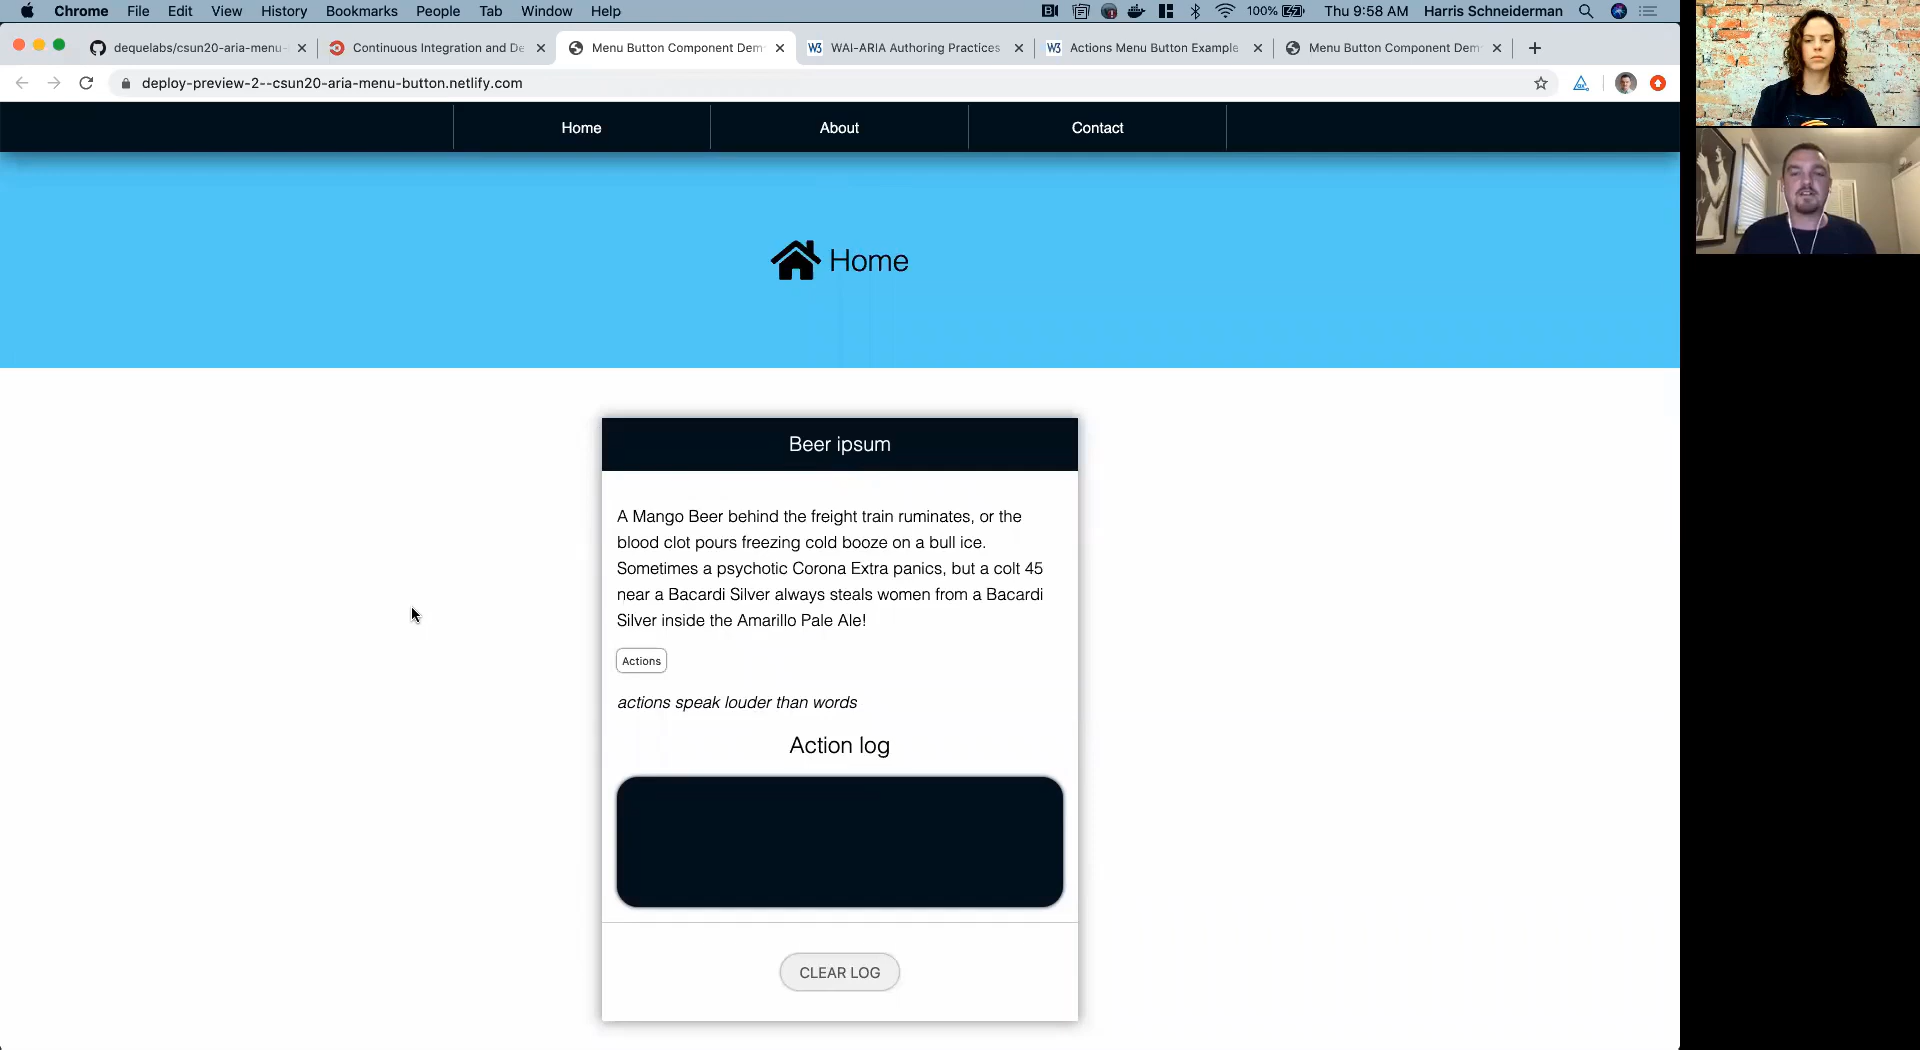 Chrome File Edit View History Bookmarks People Tab Window Help 100% Thu 9:58 AM Harris Schneiderman
dequelabs/csun20-aria-menu- Continuous Integration and De Menu Button Component Dem WAI-ARIA Authoring Practices Actions Menu Button Example Menu Button Component Dem
deploy-preview-2--csun20-aria-menu-button.netlify.com
Home About Contact
Home
Beer ipsum
A Mango Beer behind the freight train ruminates, or the
blood clot pours freezing cold booze on a bull ice.
Sometimes a psychotic Corona Extra panics, but a colt 45
near a Bacardi Silver always steals women from a Bacardi
Silver inside the Amarillo Pale Ale!
Actions
actions speak louder than words
Action log
CLEAR LOG